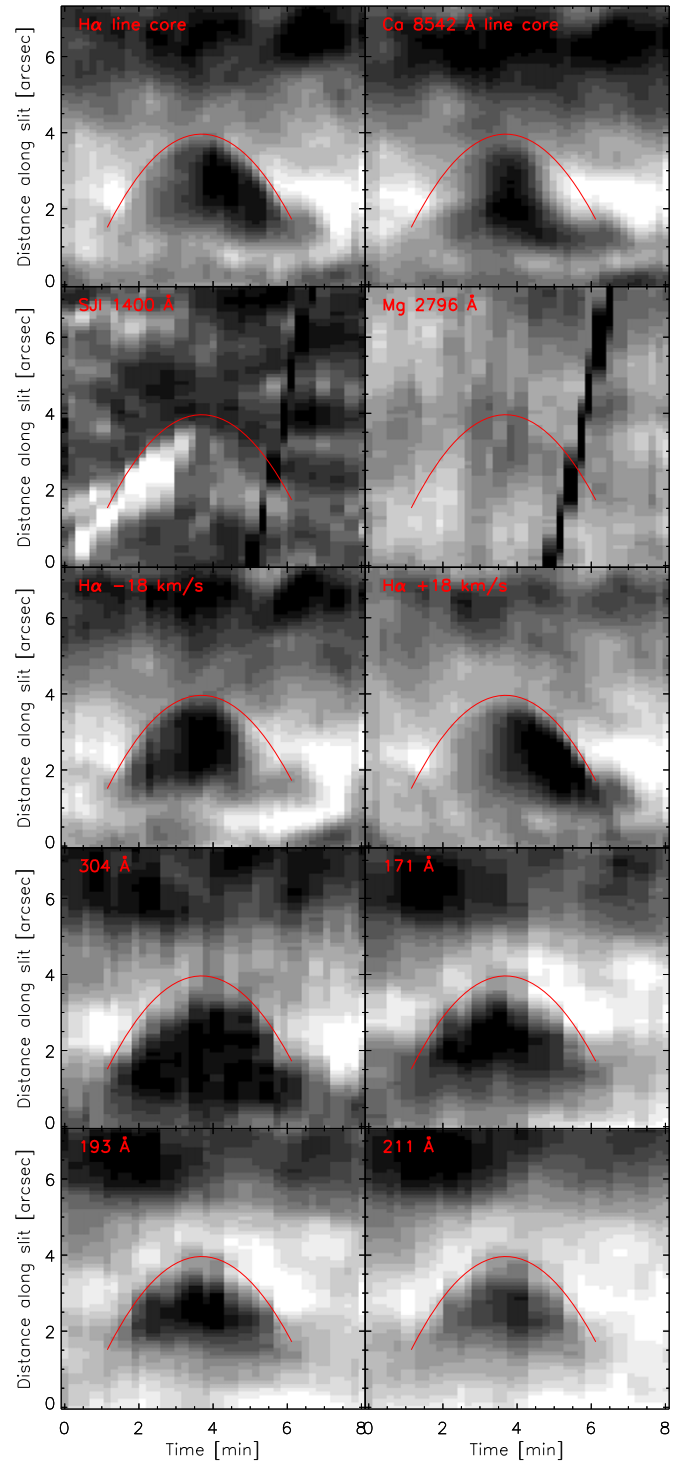 Hα line core
Ca 8542 Å line core
Distance along slit [arcsec]
6
4
2
0
SJI 1400 Å
Mg 2796 Å
Distance along slit [arcsec]
6
4
2
0
Hα −18 km/s
Hα +18 km/s
Distance along slit [arcsec]
6
4
2
0
304 Å
171 Å
Distance along slit [arcsec]
6
4
2
0
193 Å
211 Å
Distance along slit [arcsec]
6
4
2
0
0 2 4 6 8 0 2 4 6 8
Time [min] Time [min]